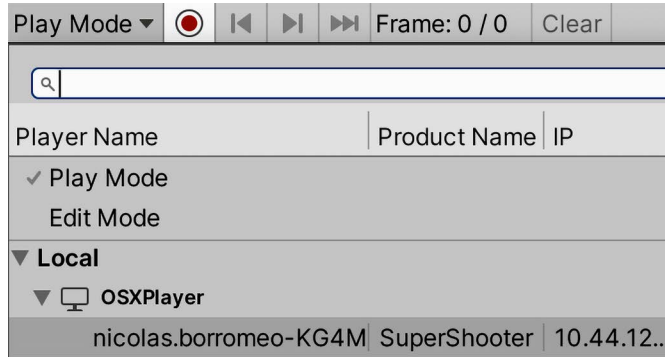 Play Mode Frame: 0 / 0 Clear
Player Name Product Name IP
Play Mode
Edit Mode
Local
OSXPlayer
nicolas.borromeo-KG4M SuperShooter 10.44.12..